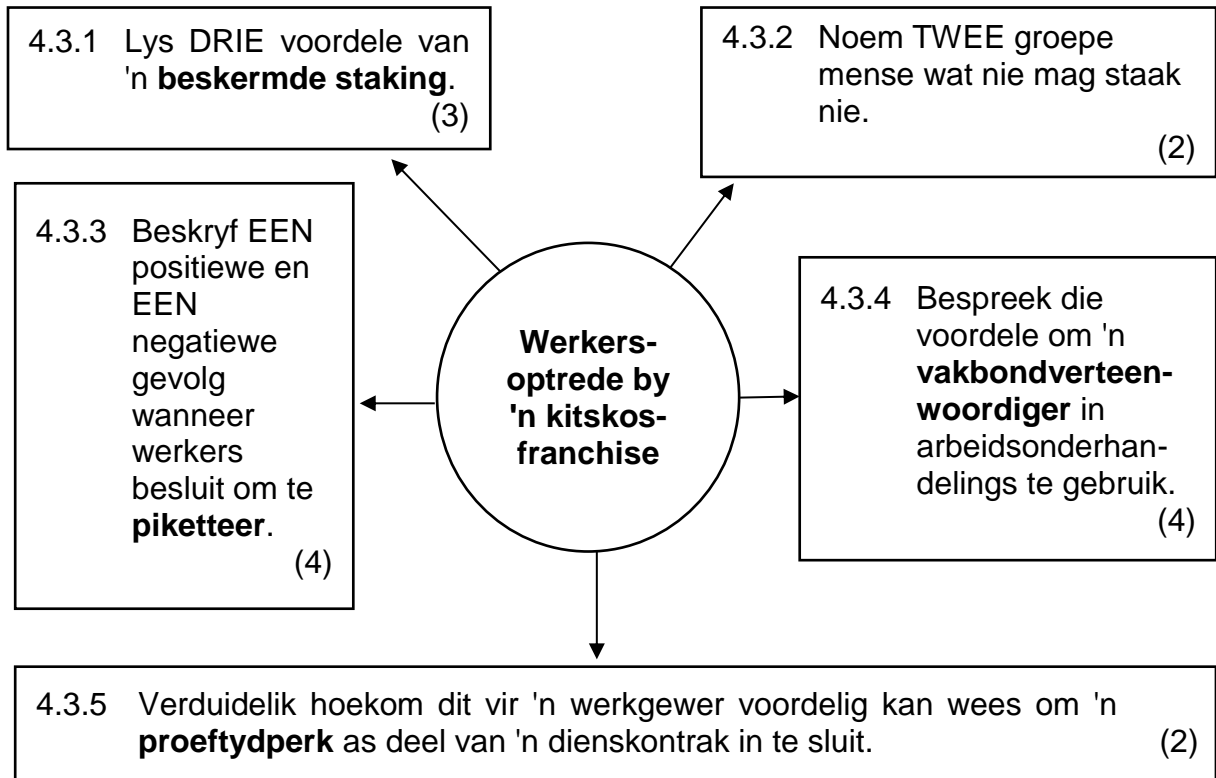 4.3.1 Lys DRIE voordele van
'n beskermde staking.
(3)
4.3.2 Noem TWEE groepe
mense wat nie mag staak
nie.
(2)
4.3.3 Beskryf EEN
positiewe en
EEN
negatiewe
gevolg
wanneer
werkers
besluit om te
piketteer.
(4)
Werkers-
optrede by
'n kitskos-
franchise
4.3.4 Bespreek die
voordele om 'n
vakbondverteen-
woordiger in
arbeidsonderhan-
delings te gebruik.
(4)
4.3.5 Verduidelik hoekom dit vir 'n werkgewer voordelig kan wees om 'n
proeftydperk as deel van 'n dienskontrak in te sluit. (2)